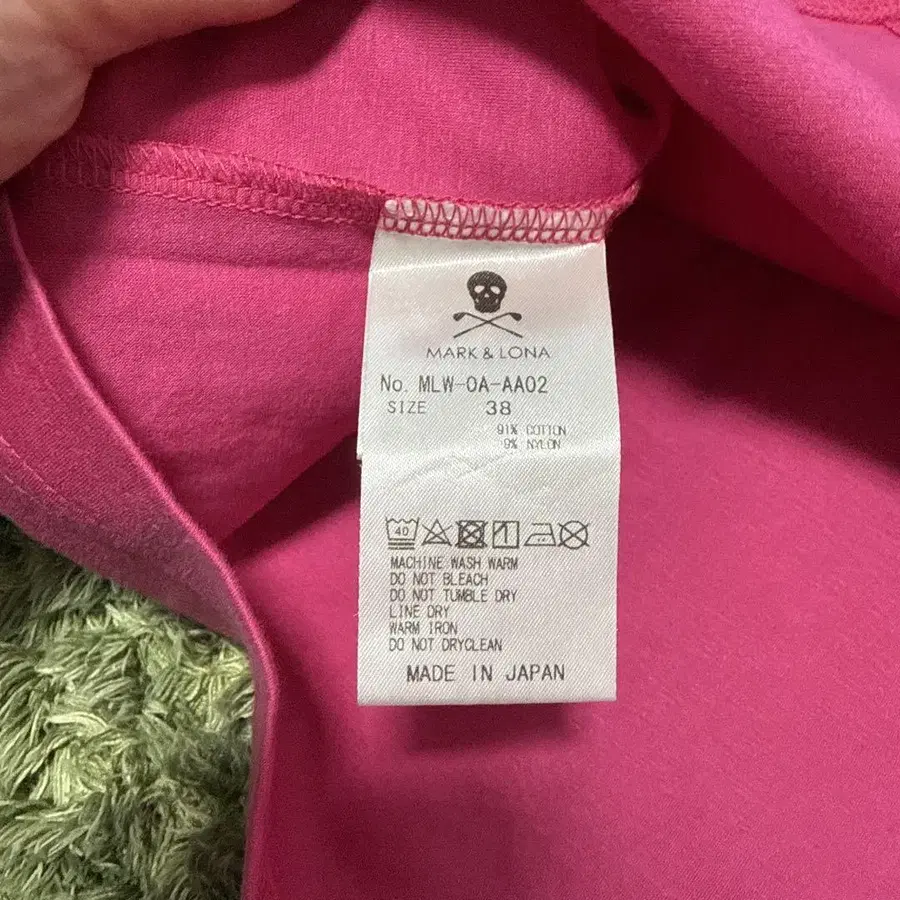 MARK & LONA
No. MLW-0A-AA02
SIZE 38
91% COTTON
9% NYLON
40
MACHINE WASH WARM
DO NOT BLEACH
DO NOT TUMBLE DRY
LINE DRY
WARM IRON
DO NOT DRYCLEAN
MADE IN JAPAN